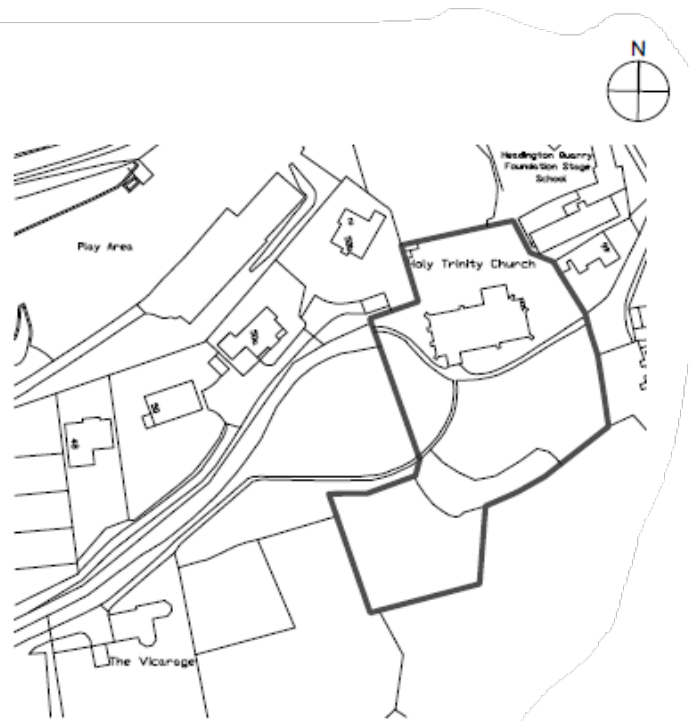 N
Headington Quarry
Foundation Stage
School
Play Area
Holy Trinity Church
The Vicarage